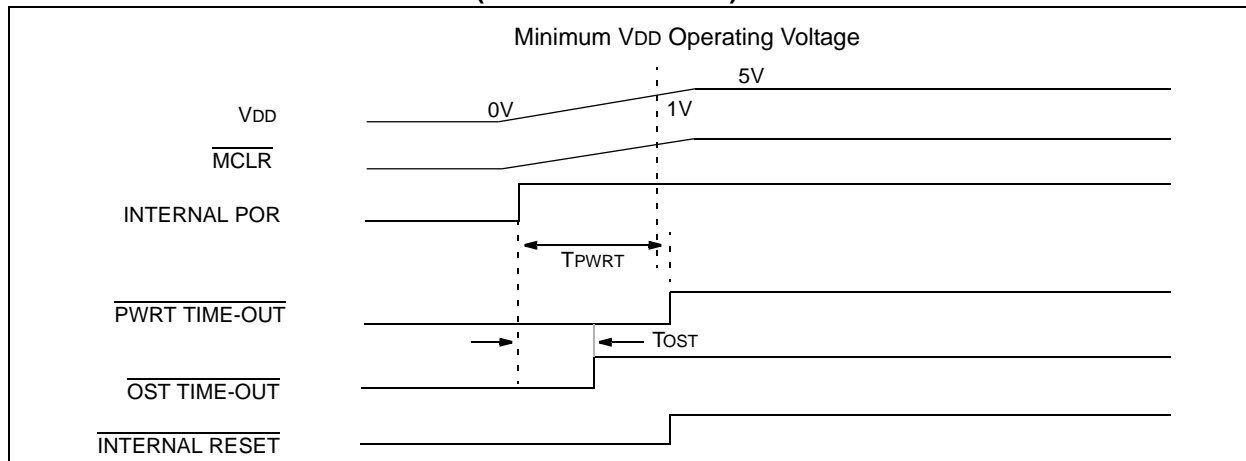 Minimum VDD Operating Voltage
5V
0V
1V
VDD
MCLR
INTERNAL POR
TPWRT
PWRT TIME-OUT
TOST
OST TIME-OUT
INTERNAL RESET